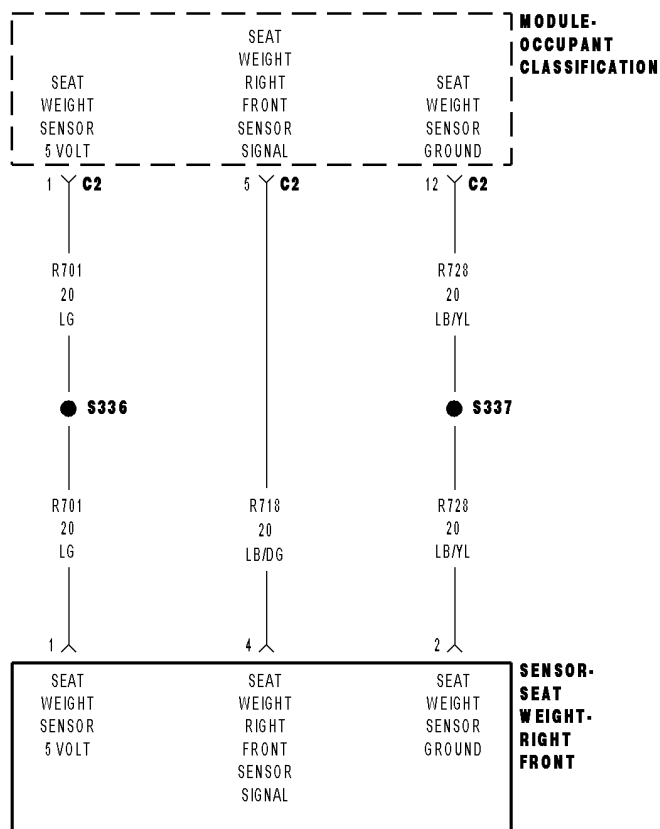 MODULE-
OCCUPANT
CLASSIFICATION
SEAT
WEIGHT
SENSOR
5 VOLT
SEAT
WEIGHT
RIGHT
FRONT
SENSOR
SIGNAL
SEAT
WEIGHT
SENSOR
GROUND
1 C2
5 C2
12 C2
R701
20
LG
R728
20
LB/YL
S336
S337
R701
20
LG
R718
20
LB/DG
R728
20
LB/YL
1
4
2
SEAT
WEIGHT
SENSOR
5 VOLT
SEAT
WEIGHT
RIGHT
FRONT
SENSOR
SIGNAL
SEAT
WEIGHT
SENSOR
GROUND
SENSOR-
SEAT
WEIGHT-
RIGHT
FRONT